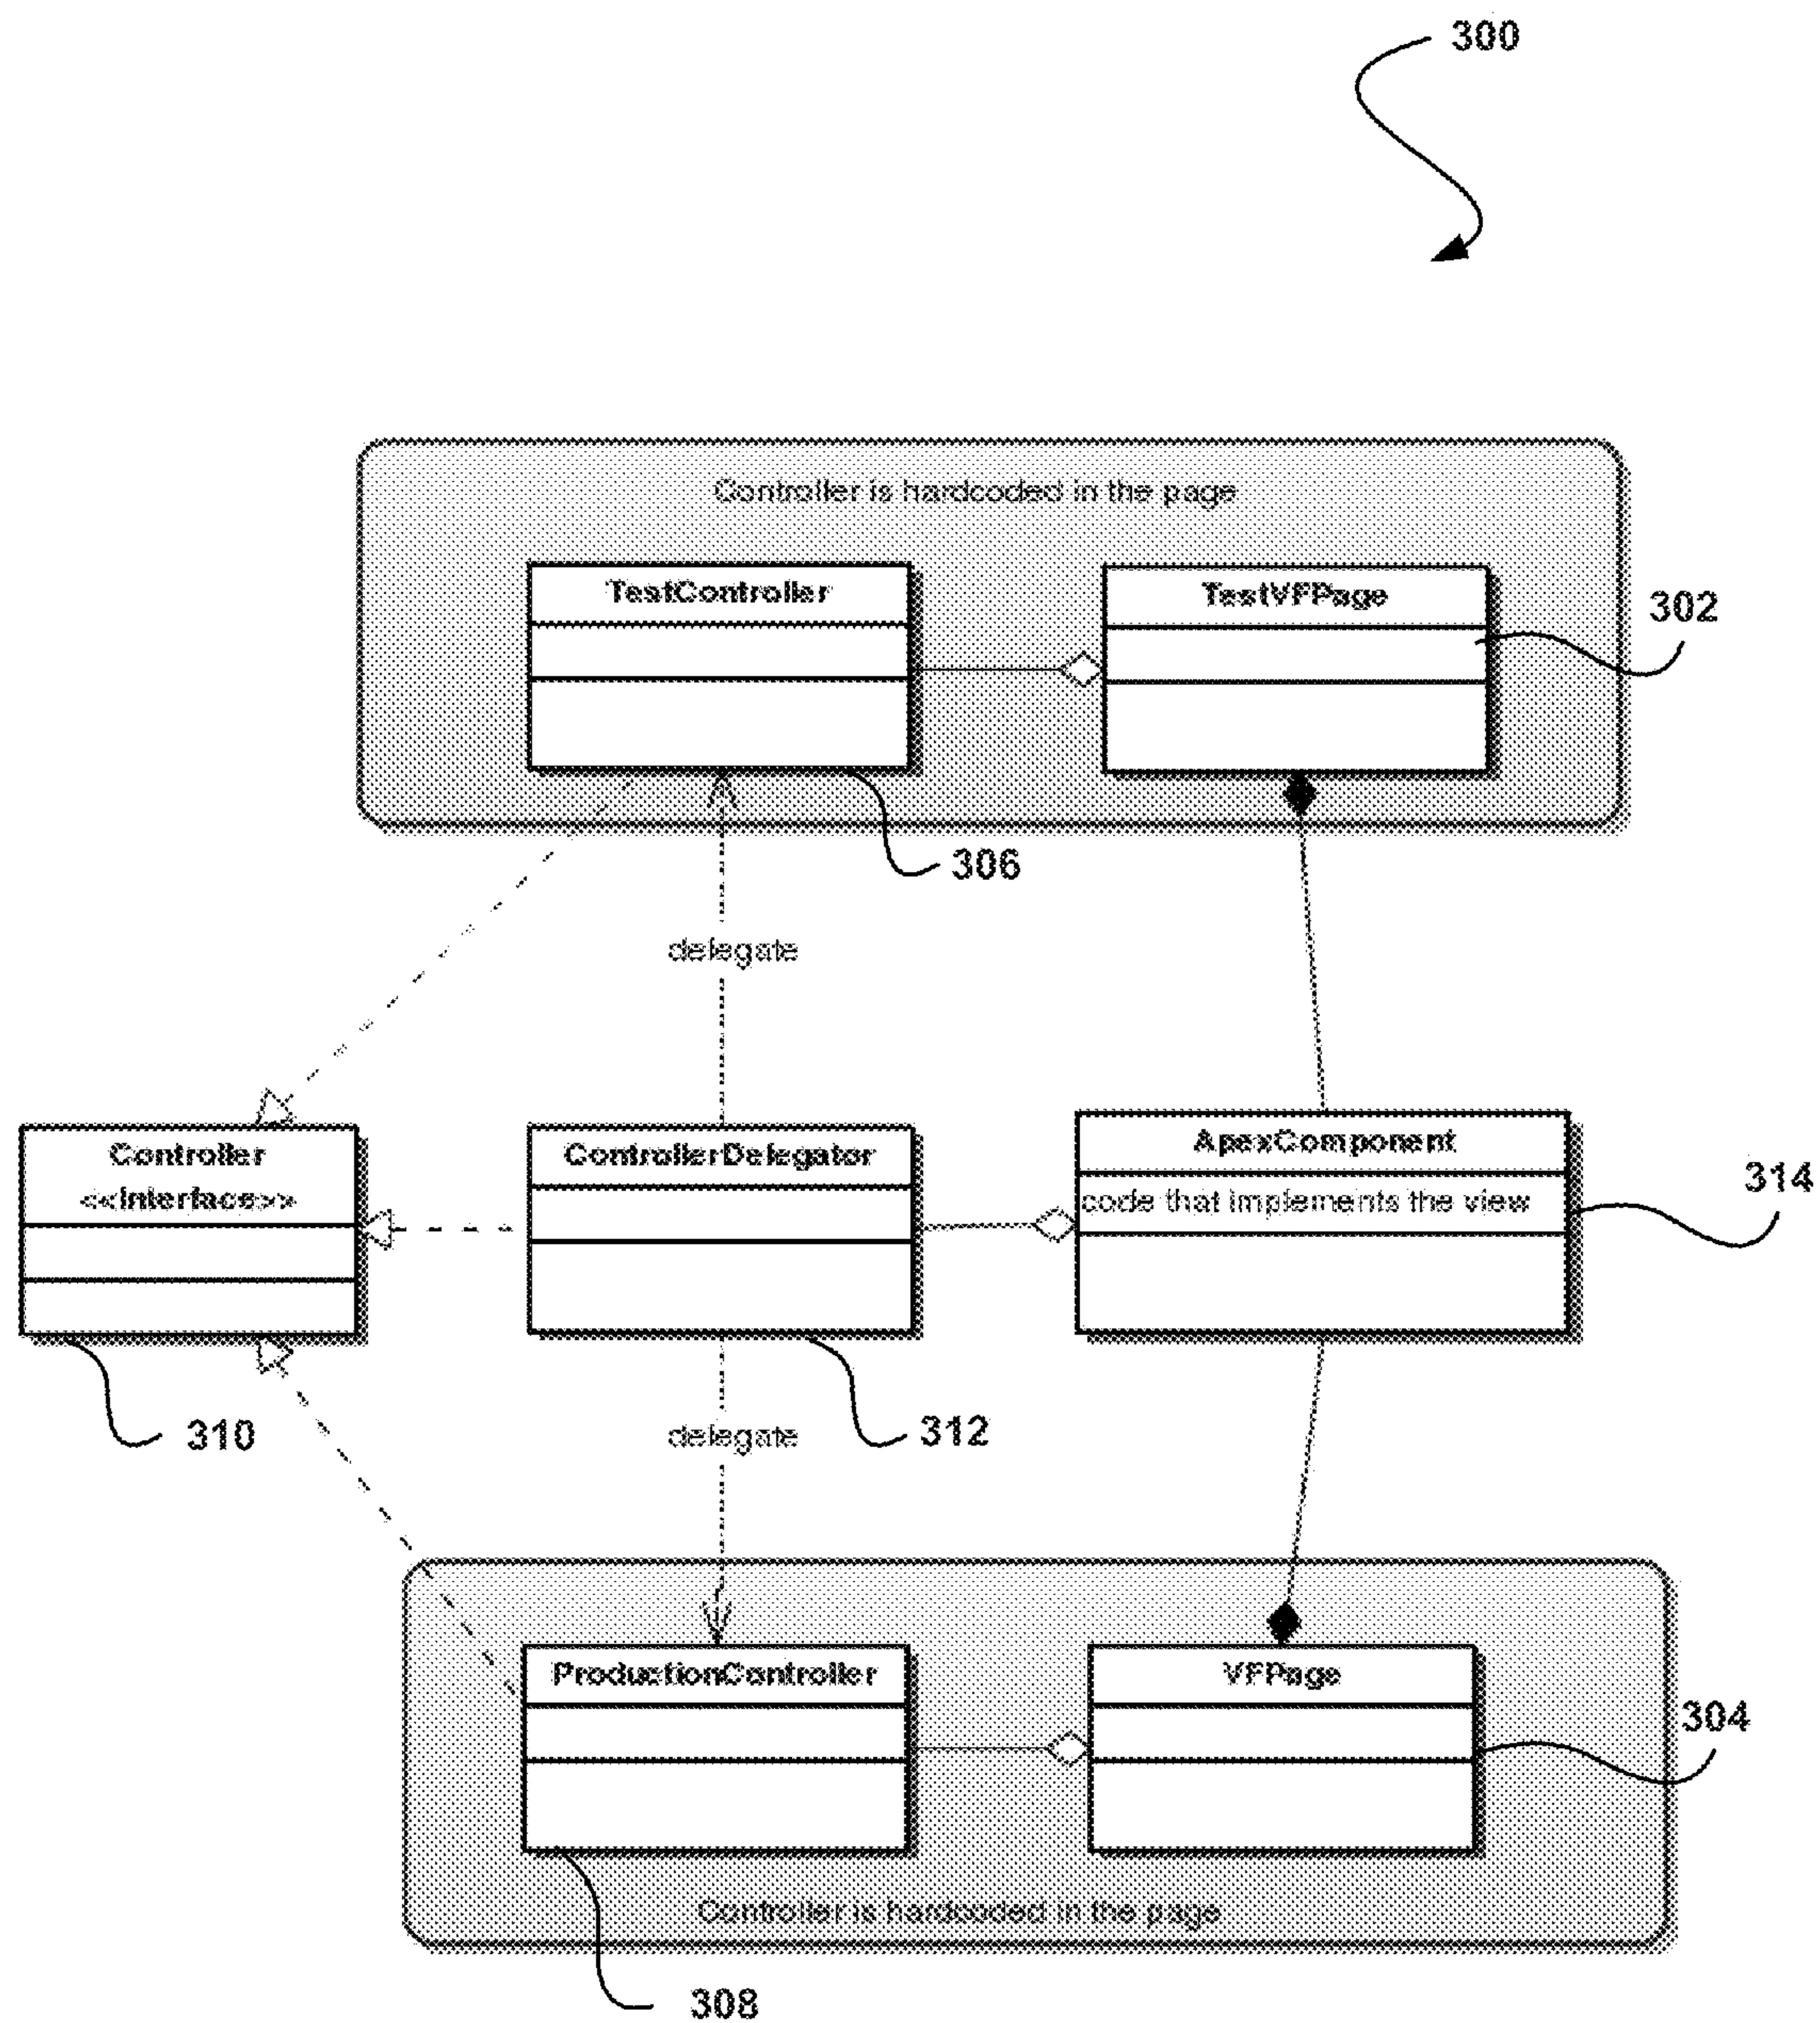 300
Controller is hardcoded in the page
TestController
TestVFPage
302
306
delegate
Controller
<<interface>>
ControllerDelegator
ApexComponent
code that implements the view
314
310
delegate
312
ProductionController
VFPage
304
Controller is hardcoded in the page
308